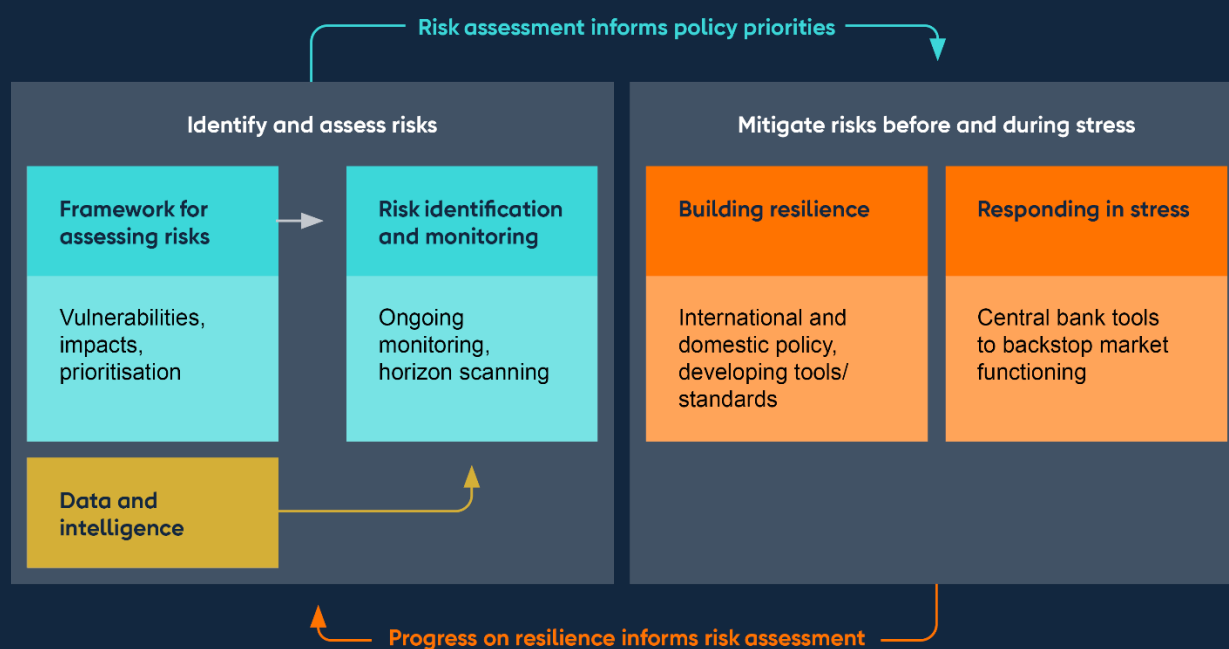 Risk assessment informs policy priorities
Identify and assess risks
Framework for
assessing risks
Vulnerabilities,
impacts,
prioritisation
Risk identification
and monitoring
Ongoing
monitoring,
horizon scanning
Data and
intelligence
Mitigate risks before and during stress
Building resilience
International and
domestic policy,
developing tools/
standards
Responding in stress
Central bank tools
to backstop market
functioning
Progress on resilience informs risk assessment